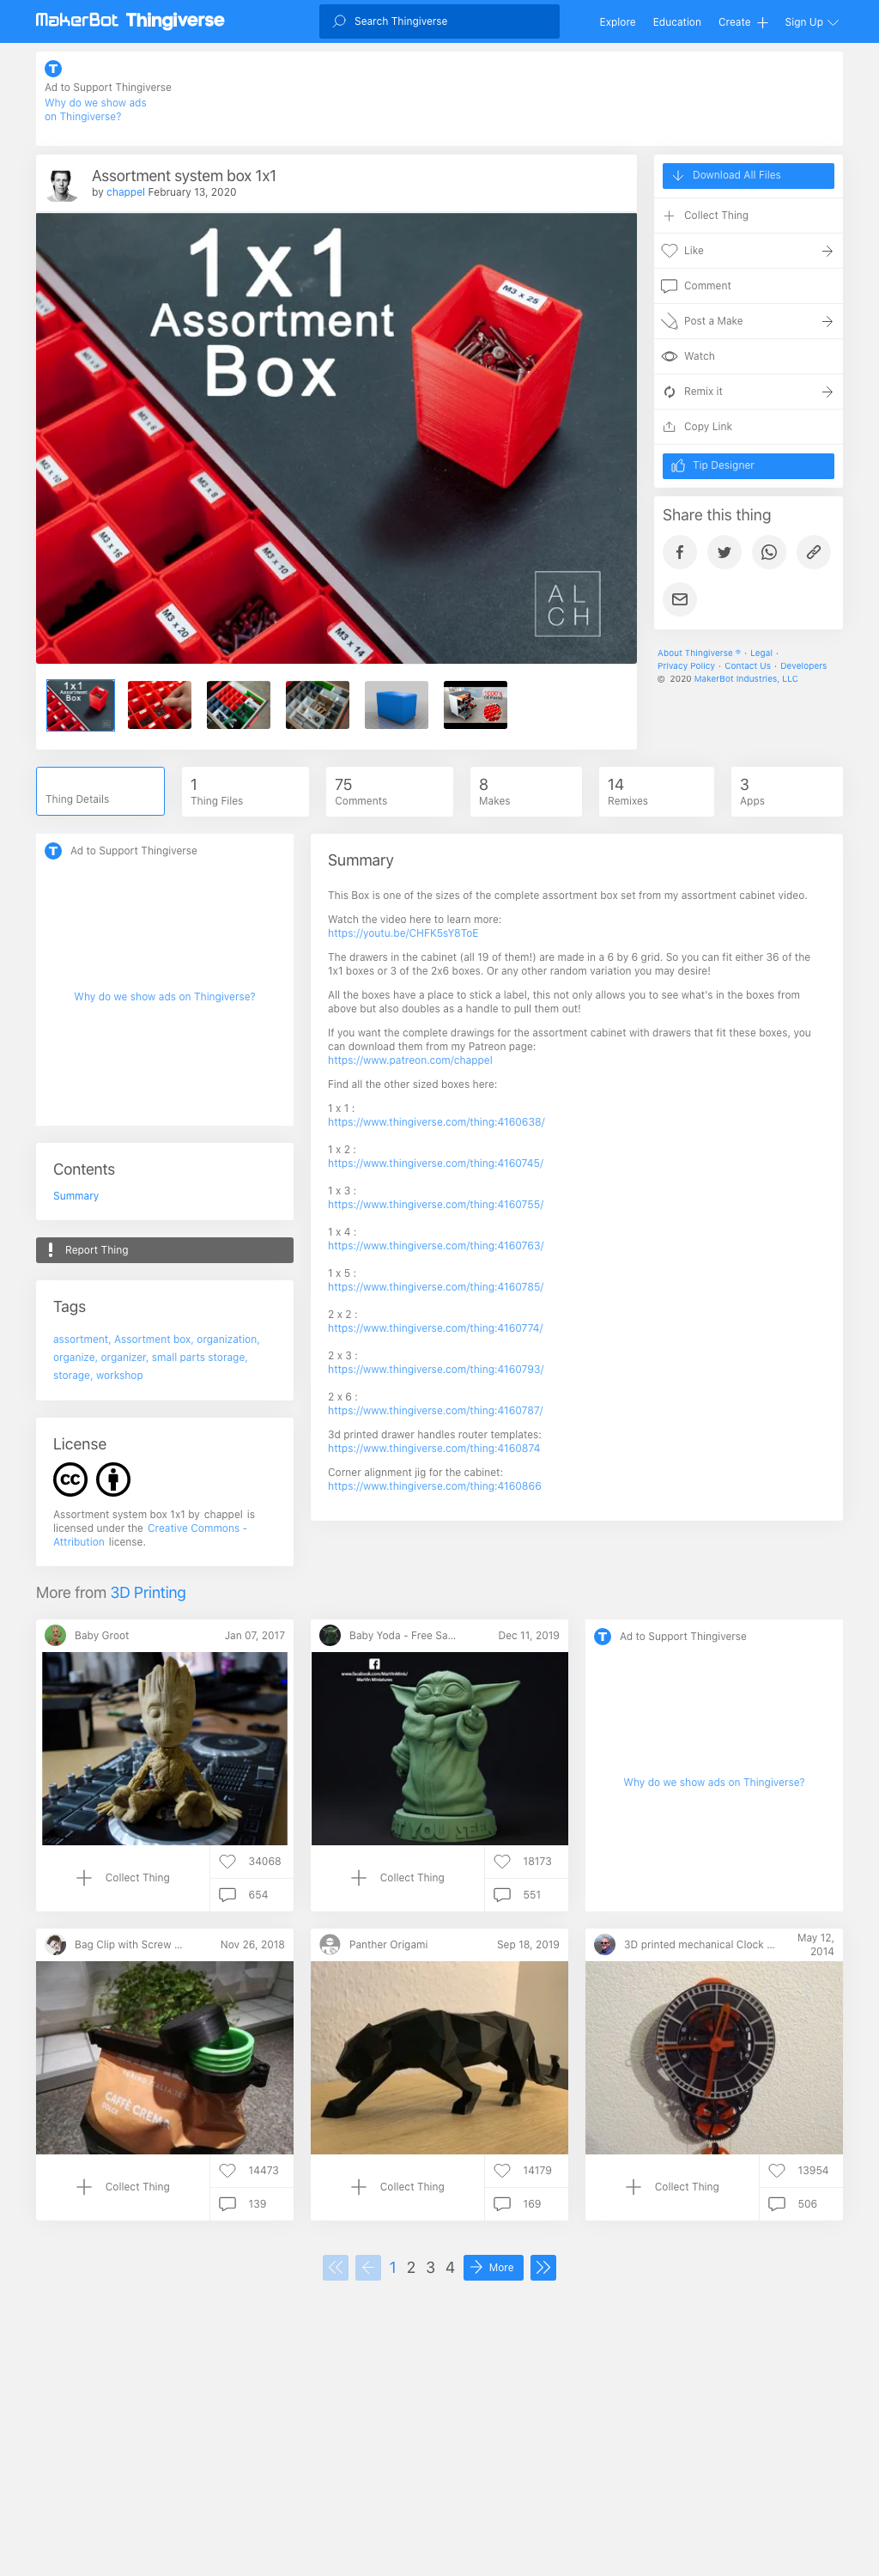 MakerBot Thingiverse
Search Thingiverse
Explore
Education
Create
Sign Up
Ad to Support Thingiverse
Why do we show ads
on Thingiverse?
Assortment system box 1x1
by chappel February 13, 2020
1x1
Assortment
Box
M3 x 25
M3 x 6
M3 x 8
M3 x 10
M3 x 10
M3 x 16
M3 x 20
M3 x 14
AL
CH
Download All Files
Collect Thing
Like
Comment
Post a Make
Watch
Remix it
Copy Link
Tip Designer
Share this thing
About Thingiverse ® · Legal ·
Privacy Policy · Contact Us · Developers
© 2020 MakerBot Industries, LLC
1x1
Assortment
Box
Thing Details
1
Thing Files
75
Comments
8
Makes
14
Remixes
3
Apps
Ad to Support Thingiverse
Why do we show ads on Thingiverse?
Contents
Summary
Report Thing
Tags
assortment, Assortment box, organization,
organize, organizer, small parts storage,
storage, workshop
License
cc
Assortment system box 1x1 by chappel is
licensed under the Creative Commons -
Attribution license.
Summary
This Box is one of the sizes of the complete assortment box set from my assortment cabinet video.
Watch the video here to learn more:
https://youtu.be/CHFK5sY8ToE
The drawers in the cabinet (all 19 of them!) are made in a 6 by 6 grid. So you can fit either 36 of the
1x1 boxes or 3 of the 2x6 boxes. Or any other random variation you may desire!
All the boxes have a place to stick a label, this not only allows you to see what's in the boxes from
above but also doubles as a handle to pull them out!
If you want the complete drawings for the assortment cabinet with drawers that fit these boxes, you
can download them from my Patreon page:
https://www.patreon.com/chappel
Find all the other sized boxes here:
1 x 1 :
https://www.thingiverse.com/thing:4160638/
1 x 2 :
https://www.thingiverse.com/thing:4160745/
1 x 3 :
https://www.thingiverse.com/thing:4160755/
1 x 4 :
https://www.thingiverse.com/thing:4160763/
1 x 5 :
https://www.thingiverse.com/thing:4160785/
2 x 2 :
https://www.thingiverse.com/thing:4160774/
2 x 3 :
https://www.thingiverse.com/thing:4160793/
2 x 6 :
https://www.thingiverse.com/thing:4160787/
3d printed drawer handles router templates:
https://www.thingiverse.com/thing:4160874
Corner alignment jig for the cabinet:
https://www.thingiverse.com/thing:4160866
More from 3D Printing
Baby Groot
Jan 07, 2017
Collect Thing
34068
654
Baby Yoda - Free Sa...
Dec 11, 2019
www.facebook.com/MarVinMinis/
MarVin Miniatures
Collect Thing
18173
551
Ad to Support Thingiverse
Why do we show ads on Thingiverse?
Bag Clip with Screw ...
Nov 26, 2018
CAFFÈ CREMA
DOLCE
Collect Thing
14473
139
Panther Origami
Sep 18, 2019
Collect Thing
14179
169
3D printed mechanical Clock ...
May 12,
2014
Collect Thing
13954
506
1 2 3 4
More